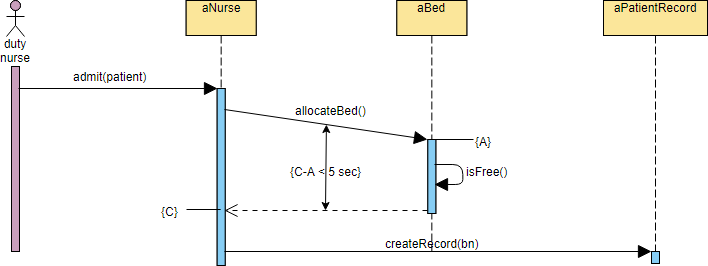 aNurse
aBed
aPatientRecord
duty
nurse
admit(patient)
allocateBed()
{A}
{C-A < 5 sec}
isFree()
{C}
createRecord(bn)